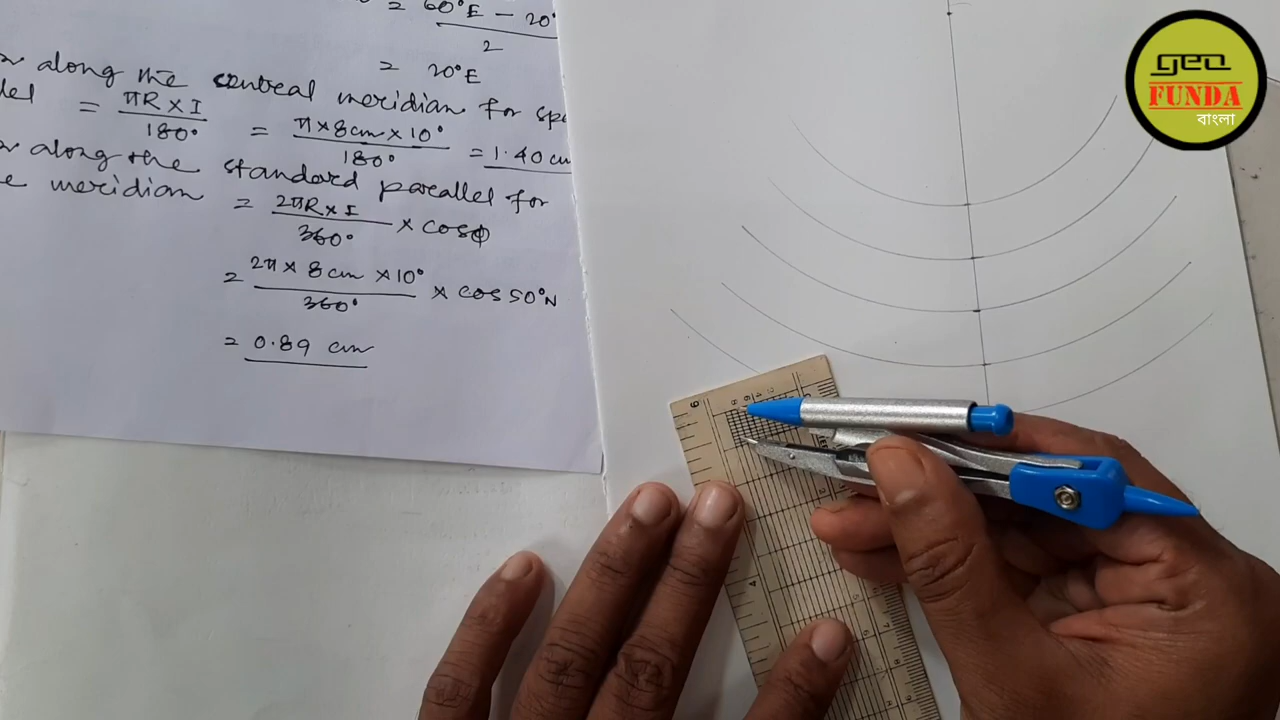 = 60°E - 20°
2
= 20°E
along the central meridian for
= πR × I / 180° = π × 8cm × 10° / 180° = 1.40 cm
along the standard parallel for
meridian = 2πR × I / 360° × cosϕ
= 2π × 8 cm × 10° / 360° × cos 50°N
= 0.89 cm
geo
FUNDA
বাংলা